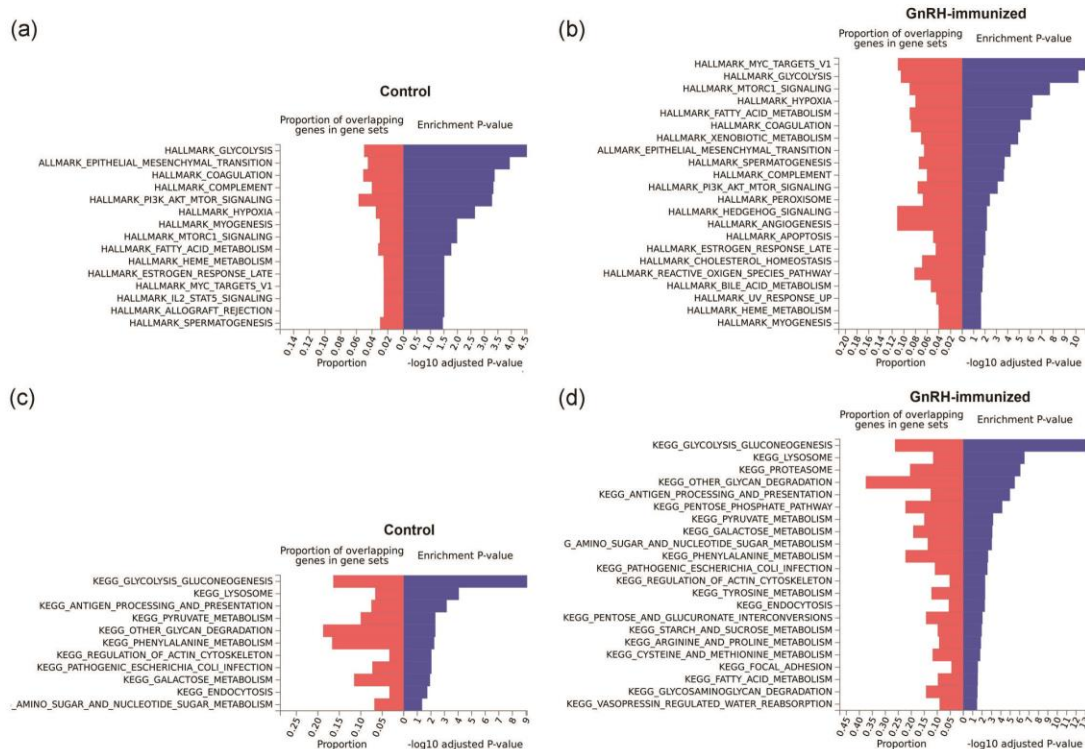 (a)
Control
Proportion of overlapping
genes in gene sets
Enrichment P-value
HALLMARK_GLYCOLYSIS
ALLMARK_EPITHELIAL_MESENCHYMAL_TRANSITION
HALLMARK_COAGULATION
HALLMARK_COMPLEMENT
HALLMARK_PI3K_AKT_MTOR_SIGNALING
HALLMARK_HYPOXIA
HALLMARK_MYOGENESIS
HALLMARK_MTORC1_SIGNALING
HALLMARK_FATTY_ACID_METABOLISM
HALLMARK_HEME_METABOLISM
HALLMARK_ESTROGEN_RESPONSE_LATE
HALLMARK_MYC_TARGETS_V1
HALLMARK_IL2_STAT5_SIGNALING
HALLMARK_ALLOGRAFT_REJECTION
HALLMARK_SPERMATOGENESIS
0.14 0.12 0.10 0.08 0.06 0.04 0.02 0.0 0.5 1.0 1.5 2.0 2.5 3.0 3.5 4.0 4.5
Proportion
-log10 adjusted P-value
(b)
GnRH-immunized
Proportion of overlapping
genes in gene sets
Enrichment P-value
HALLMARK_MYC_TARGETS_V1
HALLMARK_GLYCOLYSIS
HALLMARK_MTORC1_SIGNALING
HALLMARK_HYPOXIA
HALLMARK_FATTY_ACID_METABOLISM
HALLMARK_COAGULATION
HALLMARK_XENOBIOTIC_METABOLISM
ALLMARK_EPITHELIAL_MESENCHYMAL_TRANSITION
HALLMARK_SPERMATOGENESIS
HALLMARK_COMPLEMENT
HALLMARK_PI3K_AKT_MTOR_SIGNALING
HALLMARK_PEROXISOME
HALLMARK_HEDGEHOG_SIGNALING
HALLMARK_ANGIOGENESIS
HALLMARK_APOPTOSIS
HALLMARK_ESTROGEN_RESPONSE_LATE
HALLMARK_CHOLESTEROL_HOMEOSTASIS
HALLMARK_REACTIVE_OXIGEN_SPECIES_PATHWAY
HALLMARK_BILE_ACID_METABOLISM
HALLMARK_UV_RESPONSE_UP
HALLMARK_HEME_METABOLISM
HALLMARK_MYOGENESIS
0.20 0.18 0.16 0.14 0.12 0.10 0.08 0.06 0.04 0.02 0 1 2 3 4 5 6 7 8 9 10
Proportion
-log10 adjusted P-value
(c)
Control
Proportion of overlapping
genes in gene sets
Enrichment P-value
KEGG_GLYCOLYSIS_GLUCONEOGENESIS
KEGG_LYSOSOME
KEGG_ANTIGEN_PROCESSING_AND_PRESENTATION
KEGG_PYRUVATE_METABOLISM
KEGG_OTHER_GLYCAN_DEGRADATION
KEGG_PHENYLALANINE_METABOLISM
KEGG_REGULATION_OF_ACTIN_CYTOSKELETON
KEGG_PATHOGENIC_ESCHERICHIA_COLI_INFECTION
KEGG_GALACTOSE_METABOLISM
KEGG_ENDOCYTOSIS
_AMINO_SUGAR_AND_NUCLEOTIDE_SUGAR_METABOLISM
0.25 0.20 0.15 0.10 0.05 0 1 2 3 4 5 6 7 8 9
Proportion
-log10 adjusted P-value
(d)
GnRH-immunized
Proportion of overlapping
genes in gene sets
Enrichment P-value
KEGG_GLYCOLYSIS_GLUCONEOGENESIS
KEGG_LYSOSOME
KEGG_PROTEASOME
KEGG_OTHER_GLYCAN_DEGRADATION
KEGG_ANTIGEN_PROCESSING_AND_PRESENTATION
KEGG_PENTOSE_PHOSPHATE_PATHWAY
KEGG_PYRUVATE_METABOLISM
KEGG_GALACTOSE_METABOLISM
G_AMINO_SUGAR_AND_NUCLEOTIDE_SUGAR_METABOLISM
KEGG_PHENYLALANINE_METABOLISM
KEGG_PATHOGENIC_ESCHERICHIA_COLI_INFECTION
KEGG_REGULATION_OF_ACTIN_CYTOSKELETON
KEGG_TYROSINE_METABOLISM
KEGG_ENDOCYTOSIS
KEGG_PENTOSE_AND_GLUCURONATE_INTERCONVERSIONS
KEGG_STARCH_AND_SUCROSE_METABOLISM
KEGG_ARGININE_AND_PROLINE_METABOLISM
KEGG_CYSTEINE_AND_METHIONINE_METABOLISM
KEGG_FOCAL_ADHESION
KEGG_FATTY_ACID_METABOLISM
KEGG_GLYCOSAMINOGLYCAN_DEGRADATION
KEGG_VASOPRESSIN_REGULATED_WATER_REABSORPTION
0.45 0.40 0.35 0.30 0.25 0.20 0.15 0.10 0.05 0 1 2 3 4 5 6 7 8 9 10 11 12 13
Proportion
-log10 adjusted P-value